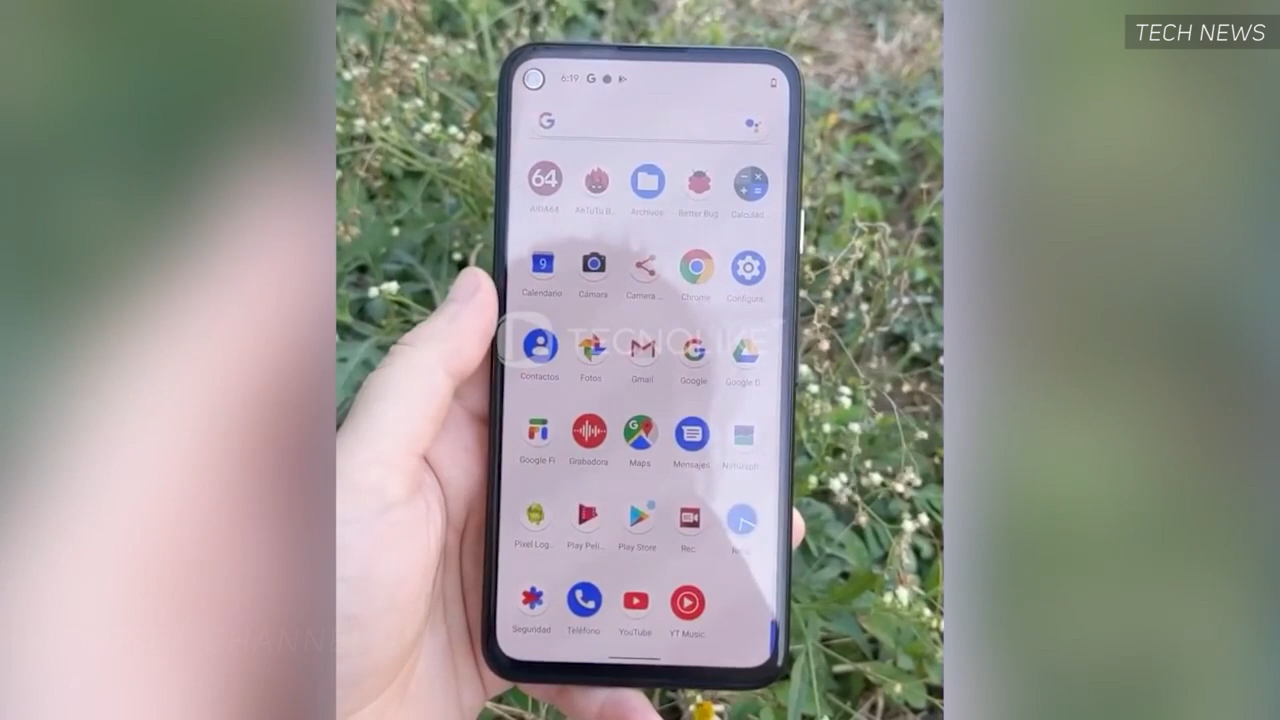 TECH NEWS
6:19 G
G
64
AIDA64 AnTuTu B... Archivos Better Bug Calculad...
9
Calendario Cámara Camera ... Chrome Configura...
TECNOLIKE
Contactos Fotos Gmail Google Google D...
G
Google Fi Grabadora Maps Mensajes
Pixel Log... Play Pelí... Play Store Rec.
Seguridad Teléfono YouTube YT Music